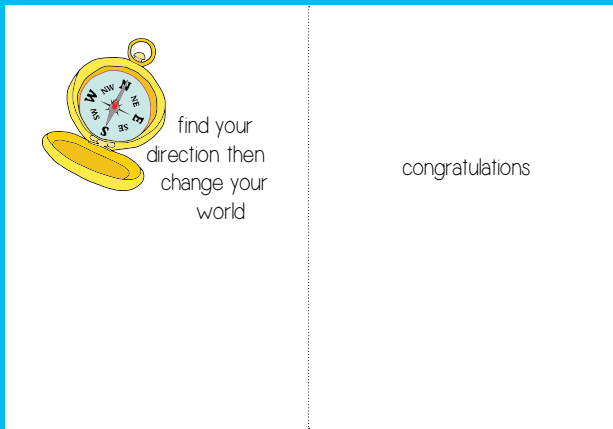 N
NE
E
SE
S
SW
W
NW
find your
direction then
change your
world
congratulations